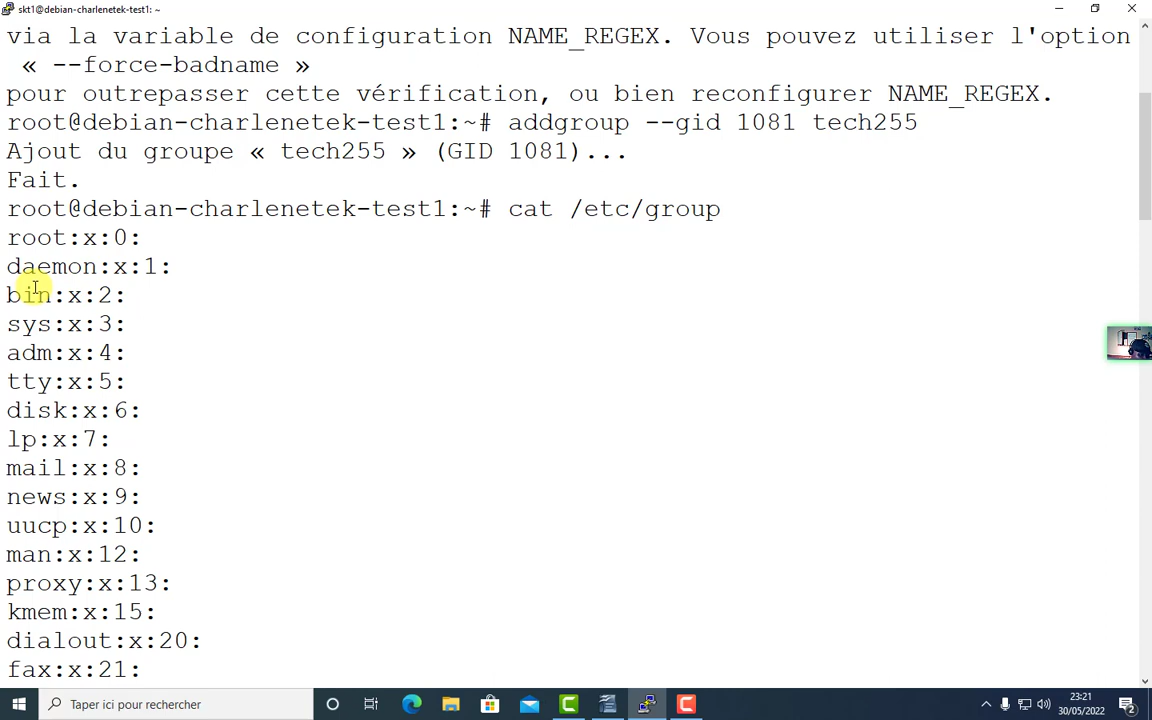 skt1@debian-charlenetek-test1: ~
via la variable de configuration NAME_REGEX. Vous pouvez utiliser l'option
« --force-badname »
pour outrepasser cette vérification, ou bien reconfigurer NAME_REGEX.
root@debian-charlenetek-test1:~# addgroup --gid 1081 tech255
Ajout du groupe « tech255 » (GID 1081)...
Fait.
root@debian-charlenetek-test1:~# cat /etc/group
root:x:0:
daemon:x:1:
bin:x:2:
sys:x:3:
adm:x:4:
tty:x:5:
disk:x:6:
lp:x:7:
mail:x:8:
news:x:9:
uucp:x:10:
man:x:12:
proxy:x:13:
kmem:x:15:
dialout:x:20:
fax:x:21:
Taper ici pour rechercher
23:21
30/05/2022
2